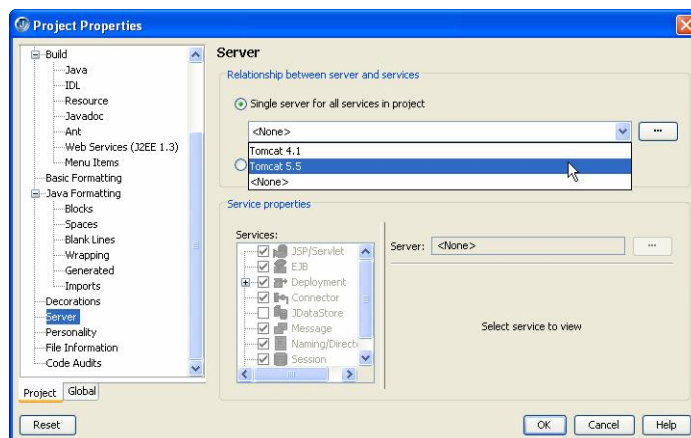 Project Properties
Build
Java
IDL
Resource
Javadoc
Ant
Web Services (J2EE 1.3)
Menu Items
Basic Formatting
Java Formatting
Blocks
Spaces
Blank Lines
Wrapping
Generated
Imports
Decorations
Server
Personality
File Information
Code Audits
Project Global
Server
Relationship between server and services
Single server for all services in project
<None>
...
Tomcat 4.1
Tomcat 5.5
<None>
Service properties
Services:
JSP/Servlet
EJB
Deployment
Connector
JDataStore
Message
Naming/Directo
Session
Server: <None> ...
Select service to view
Reset
OK Cancel Help